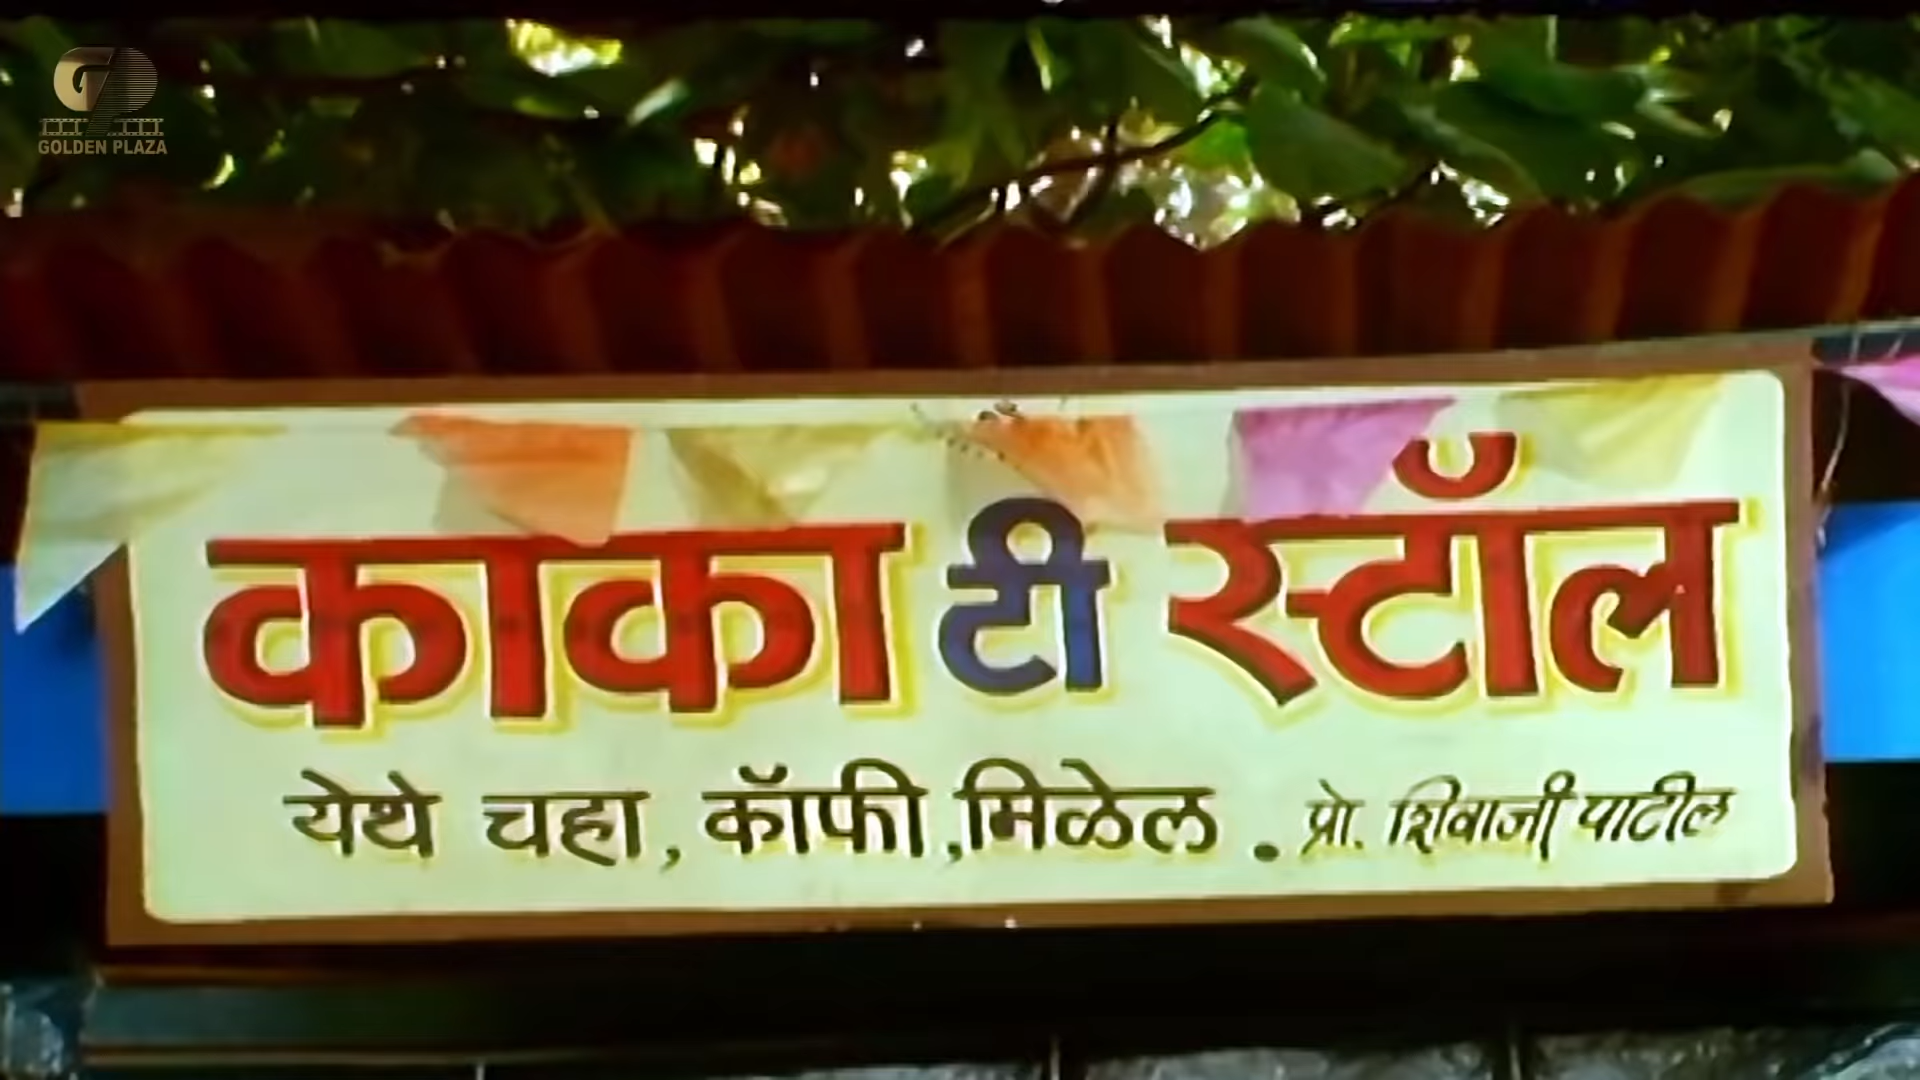 GOLDEN PLAZA
काका टी स्टॉल
येथे चहा, कॉफी, मिळेल. प्रो. शिवाजी पाटील